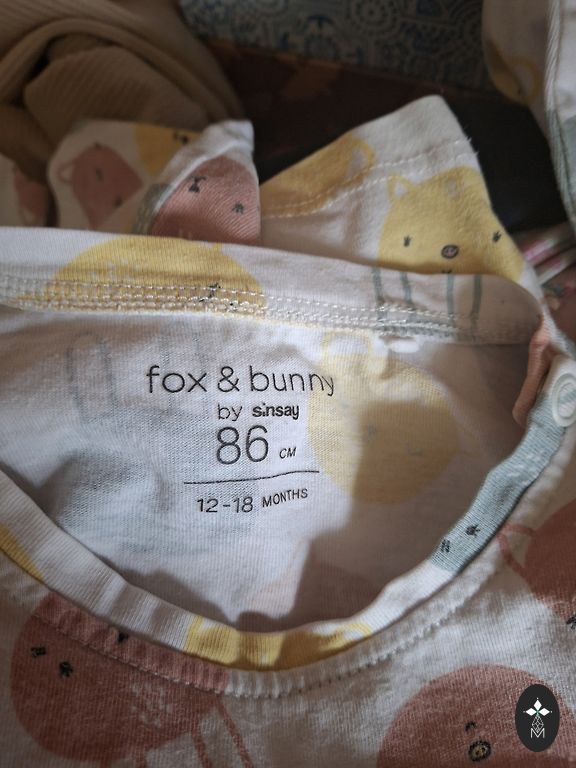 fox & bunny
by sinsay
86 CM
12-18 MONTHS
M